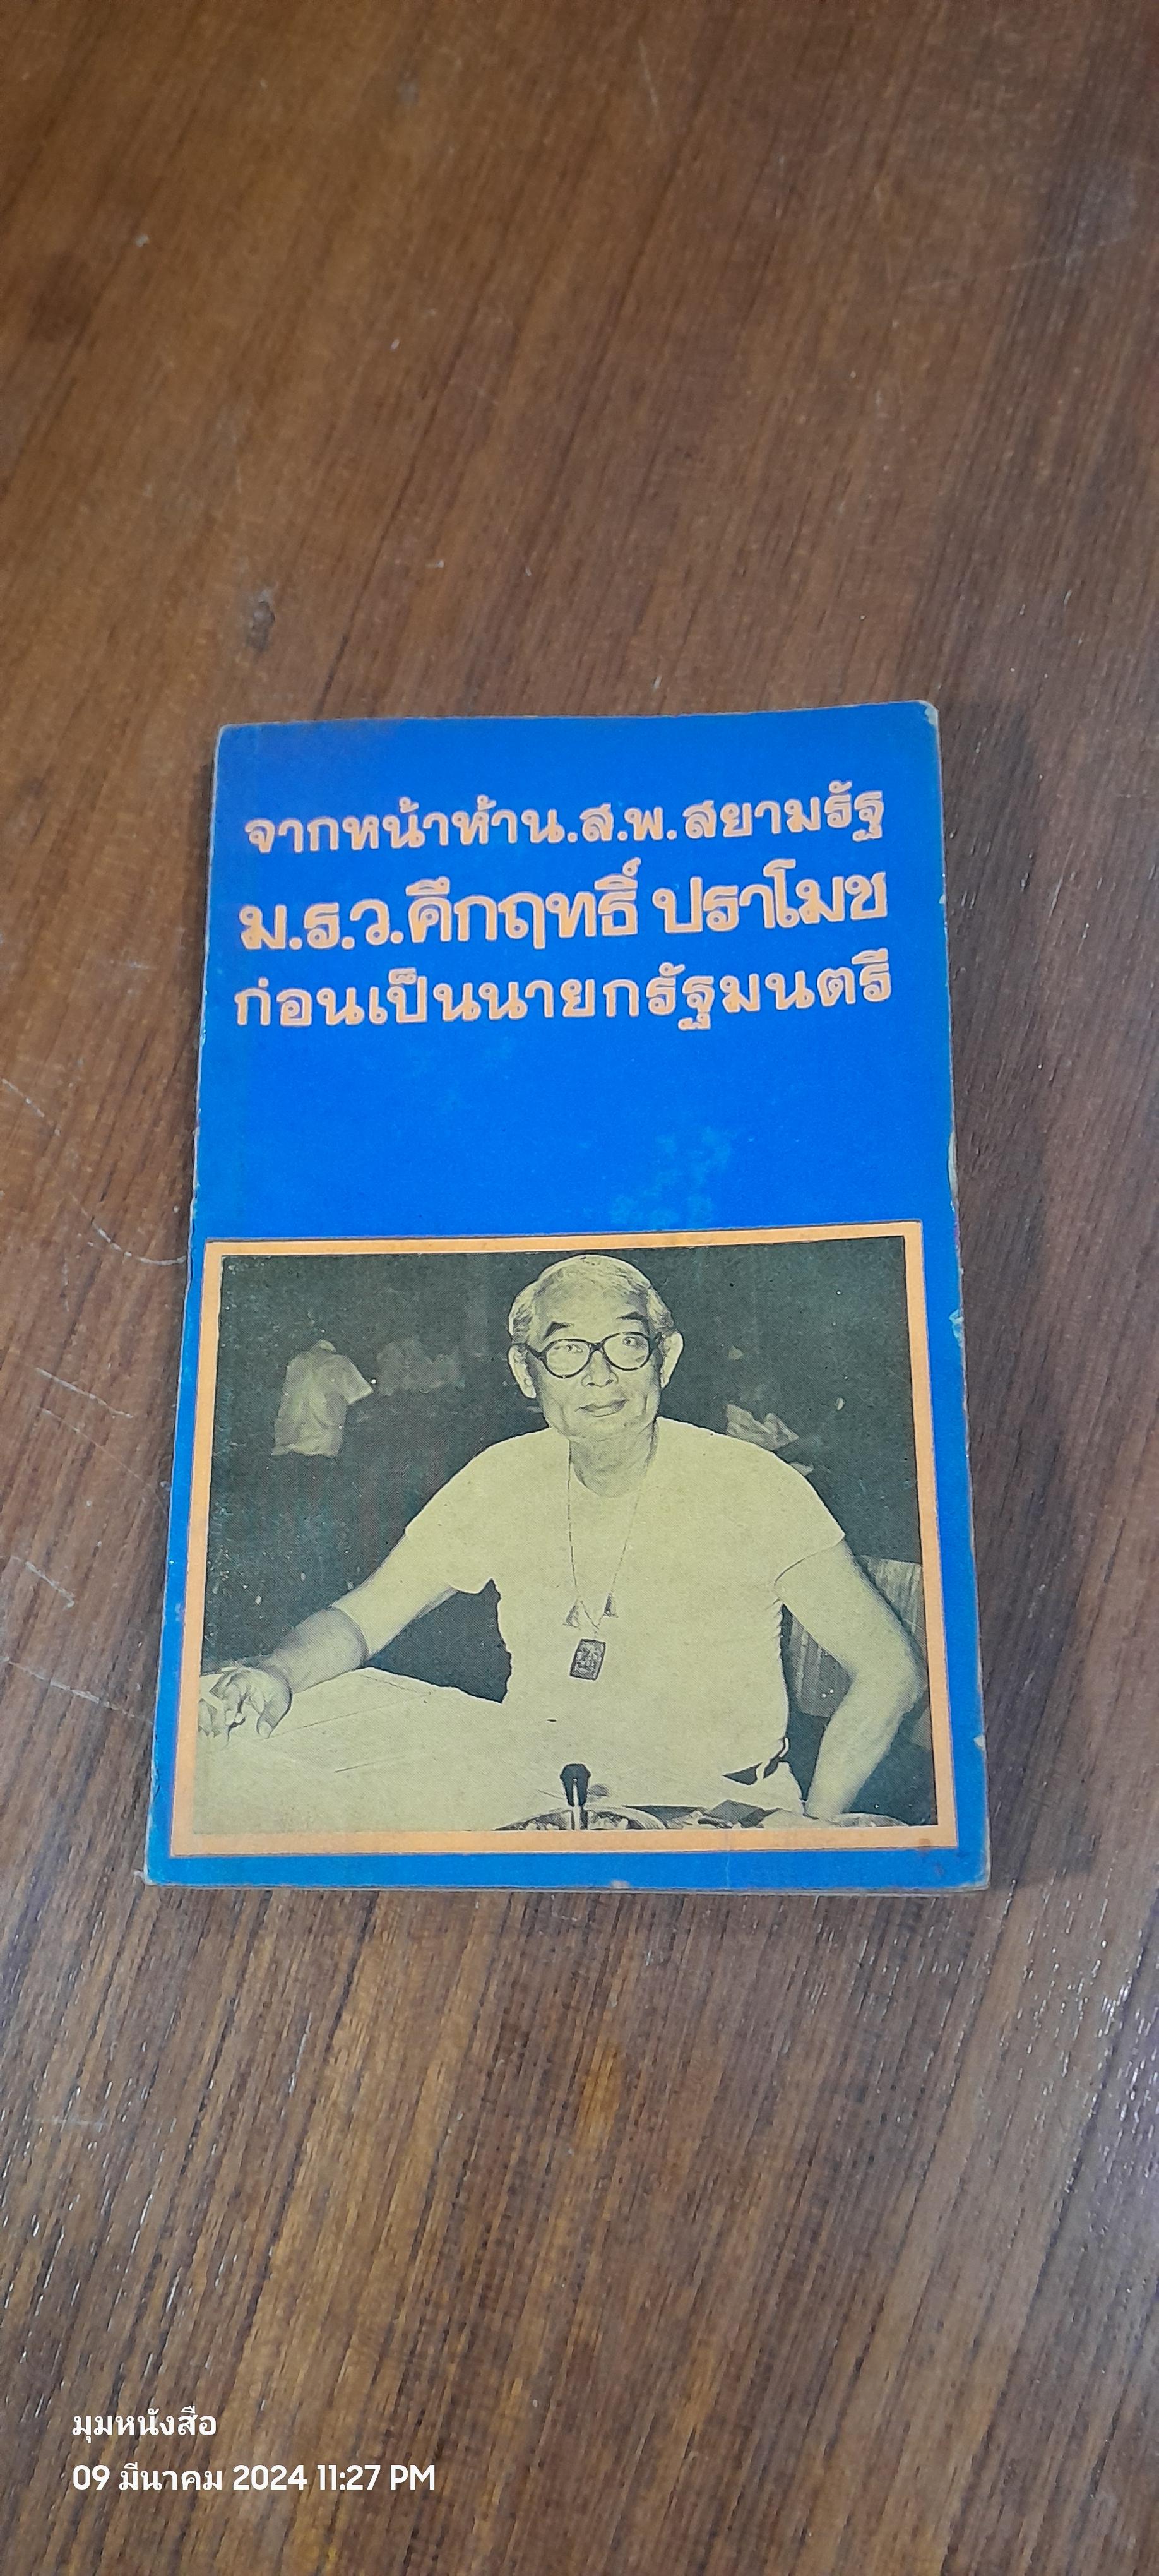 จากหน้าห้าน.ส.พ.สยามรัฐ
ม.ร.ว.คึกฤทธิ์ ปราโมช
ก่อนเป็นนายกรัฐมนตรี
มุมหนังสือ
09 มีนาคม 2024 11:27 PM